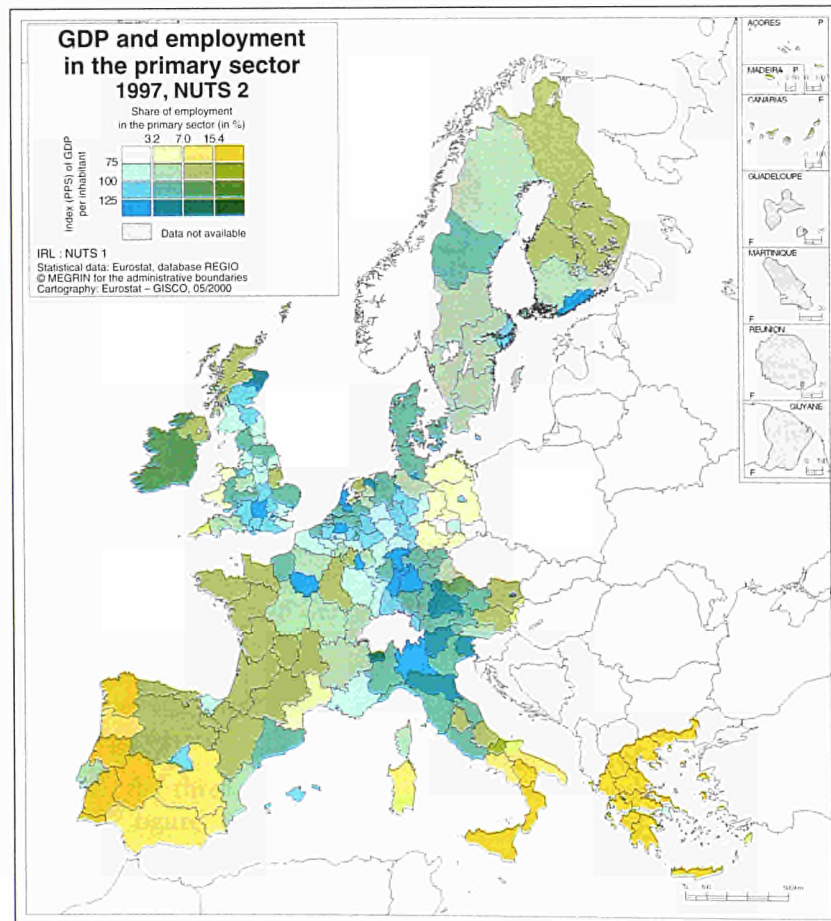 GDP and employment
in the primary sector
1997, NUTS 2
Share of employment
in the primary sector (in %)
3.2 7.0 15.4
Index (PPS) of GDP
per inhabitant
75
100
125
Data not available
IRL : NUTS 1
Statistical data: Eurostat, database REGIO
© MEGRIN for the administrative boundaries
Cartography: Eurostat – GISCO, 05/2000
AÇORES P
MADEIRA P
CANARIAS E
GUADELOUPE
F
MARTINIQUE
F
RÉUNION
F
GUYANE
F
figure